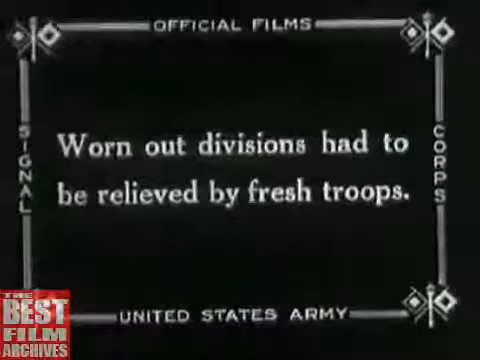 OFFICIAL FILMS
SIGNAL
CORPS
Worn out divisions had to
be relieved by fresh troops.
UNITED STATES ARMY
THE
BEST
FILM
ARCHIVES